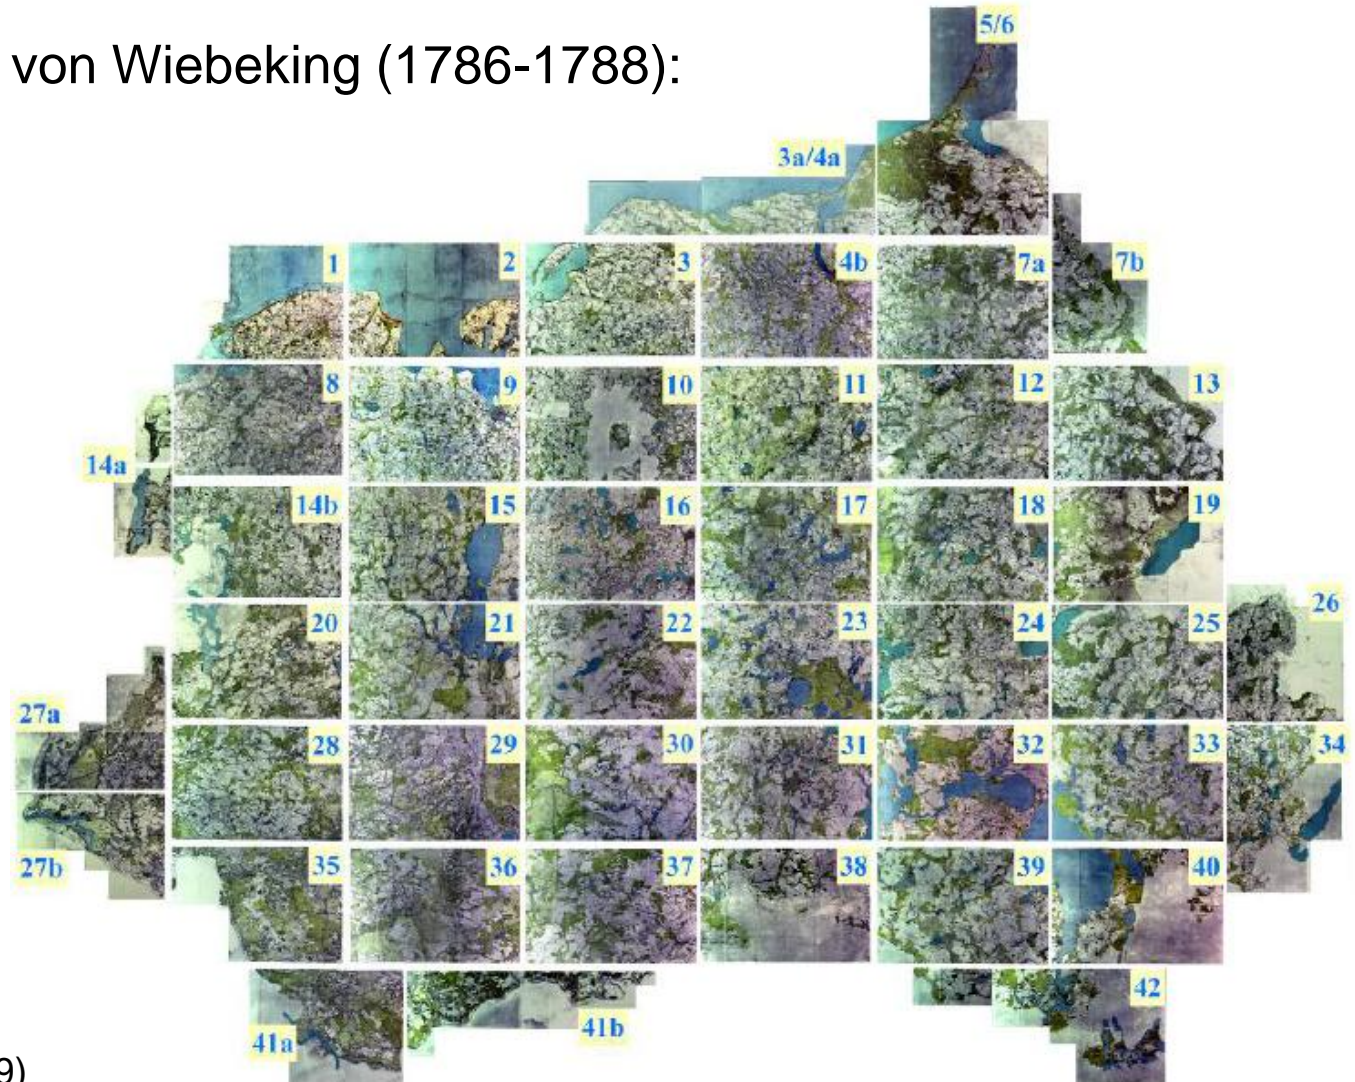 von Wiebeking (1786-1788):
5/6
3a/4a
1 2 3 4b 7a 7b
8 9 10 11 12 13
14a
14b 15 16 17 18 19
20 21 22 23 24 25 26
27a
28 29 30 31 32 33 34
27b
35 36 37 38 39 40
41a 41b 42
9)